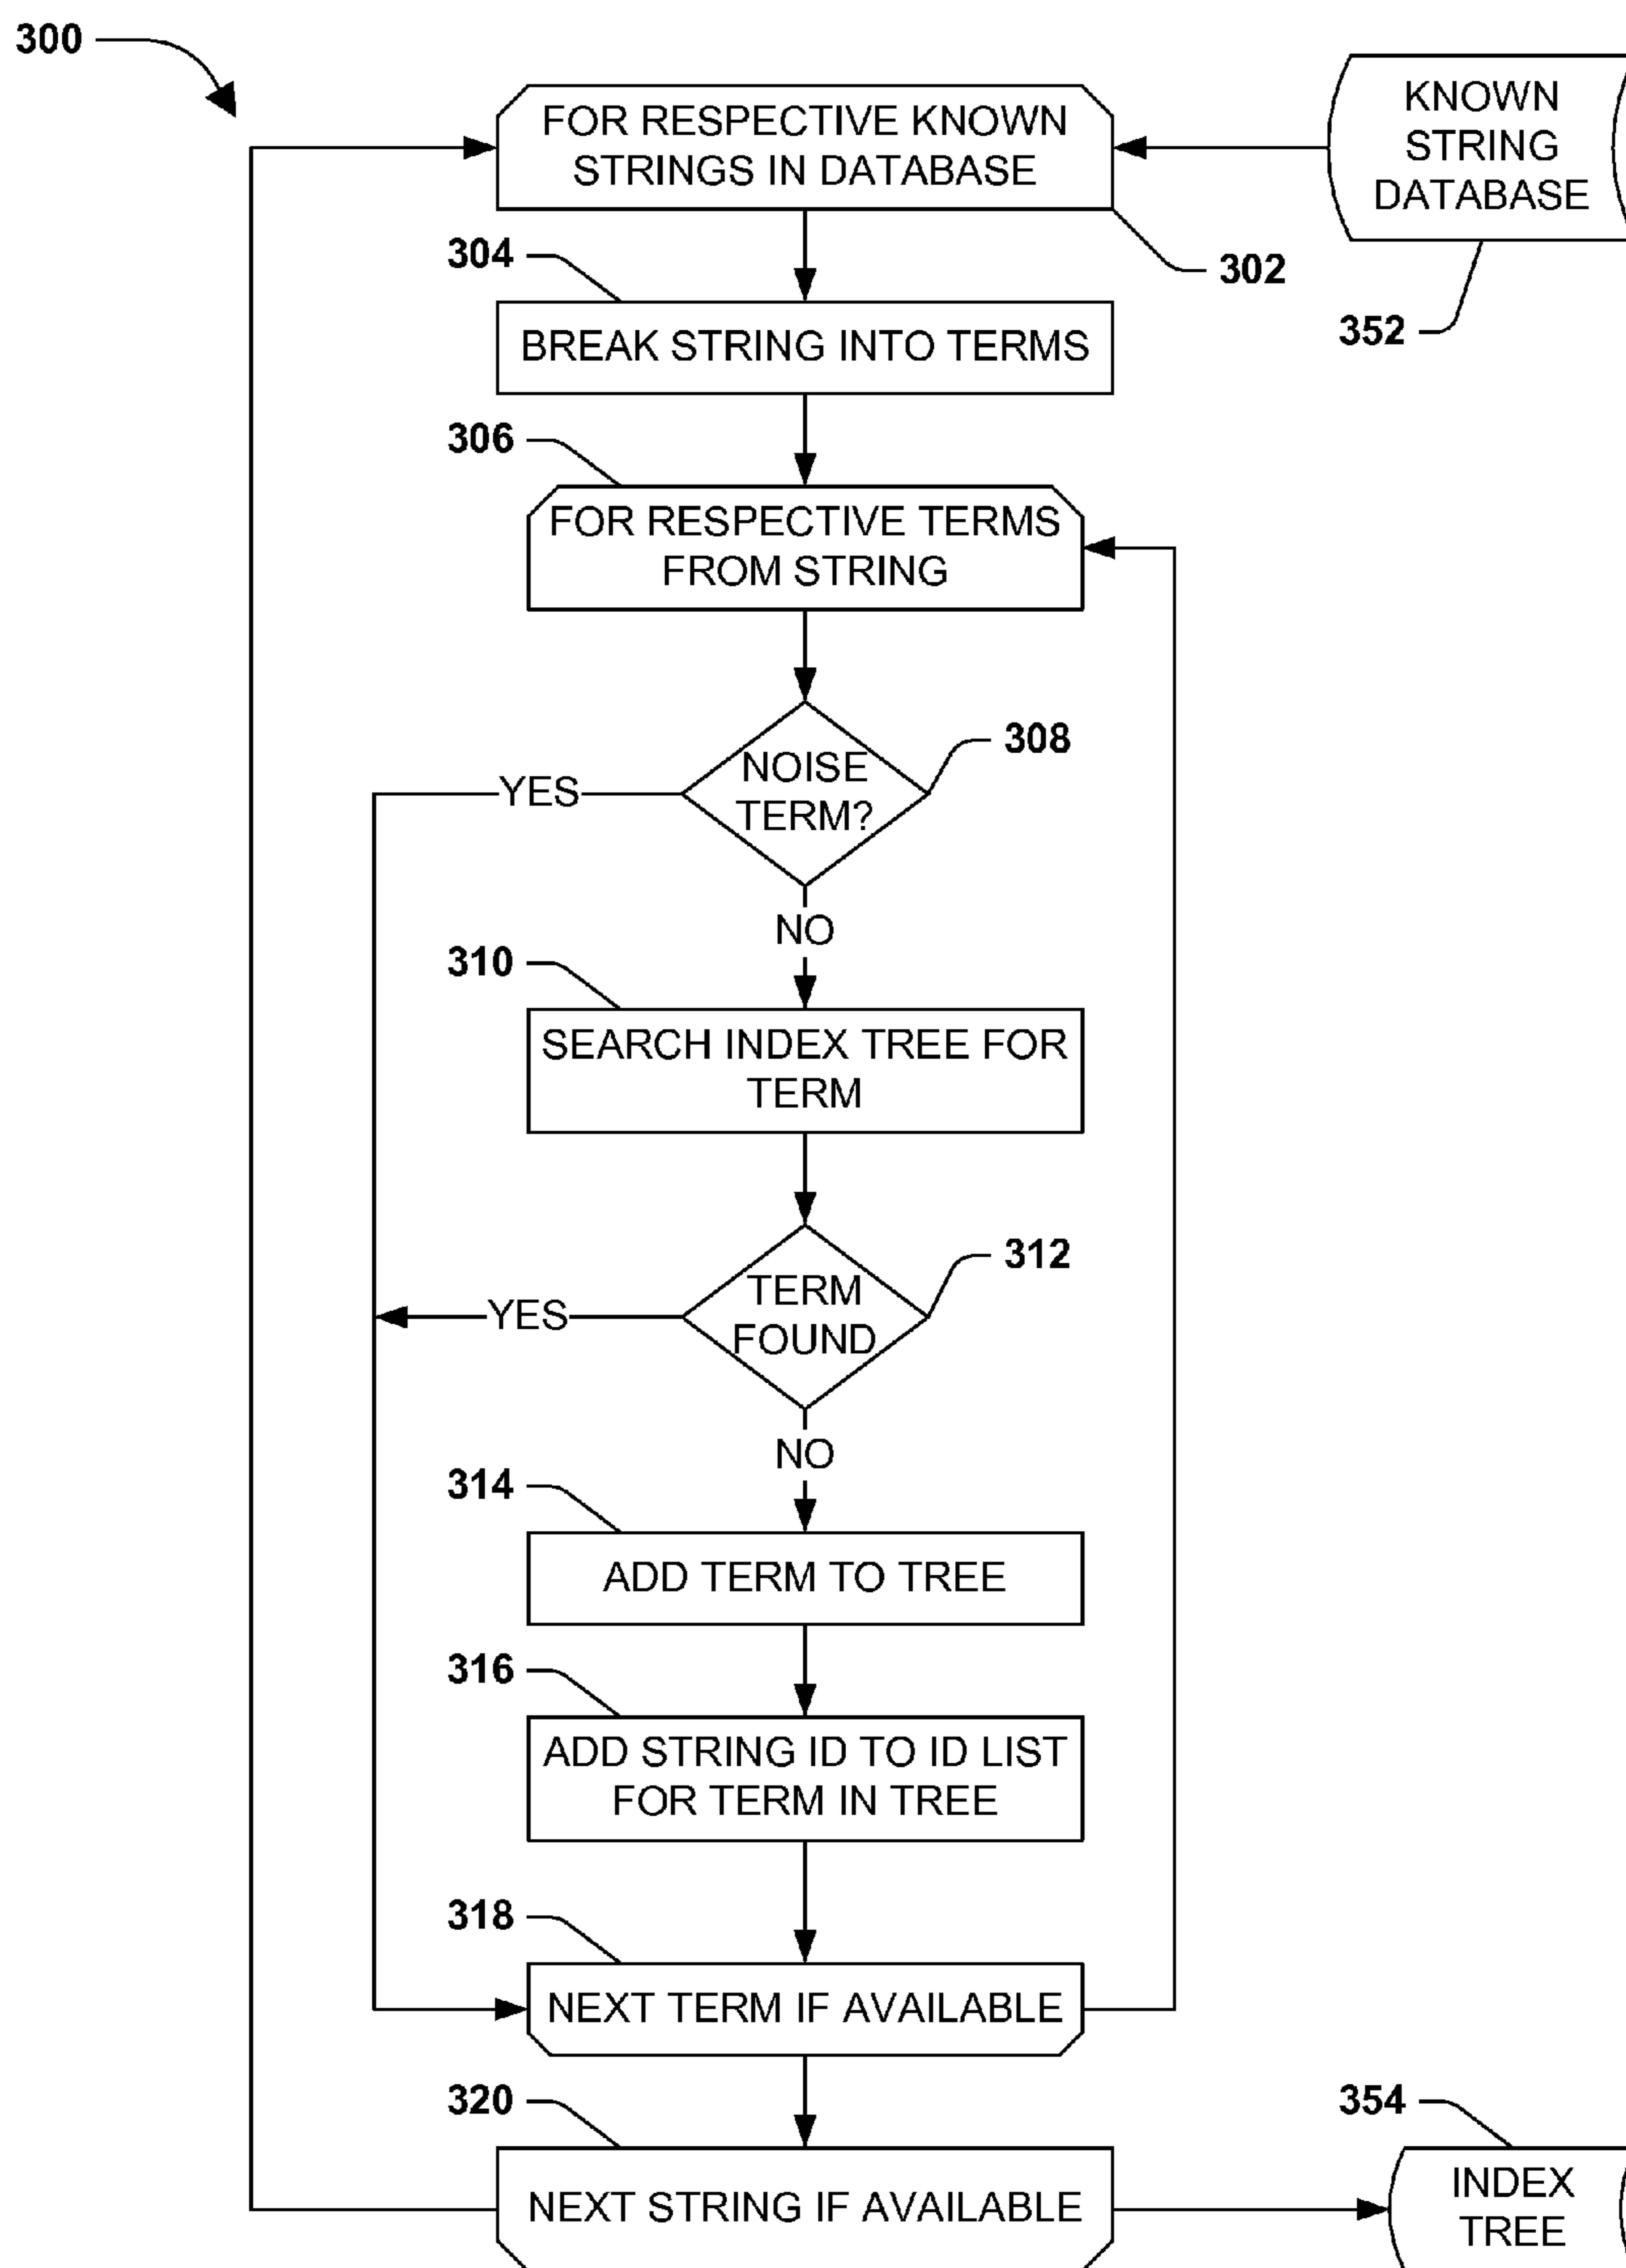 300
FOR RESPECTIVE KNOWN
STRINGS IN DATABASE
KNOWN
STRING
DATABASE
304
302
352
BREAK STRING INTO TERMS
306
FOR RESPECTIVE TERMS
FROM STRING
308
NOISE
TERM?
YES
NO
310
SEARCH INDEX TREE FOR
TERM
312
TERM
FOUND
YES
NO
314
ADD TERM TO TREE
316
ADD STRING ID TO ID LIST
FOR TERM IN TREE
318
NEXT TERM IF AVAILABLE
320
354
NEXT STRING IF AVAILABLE
INDEX
TREE